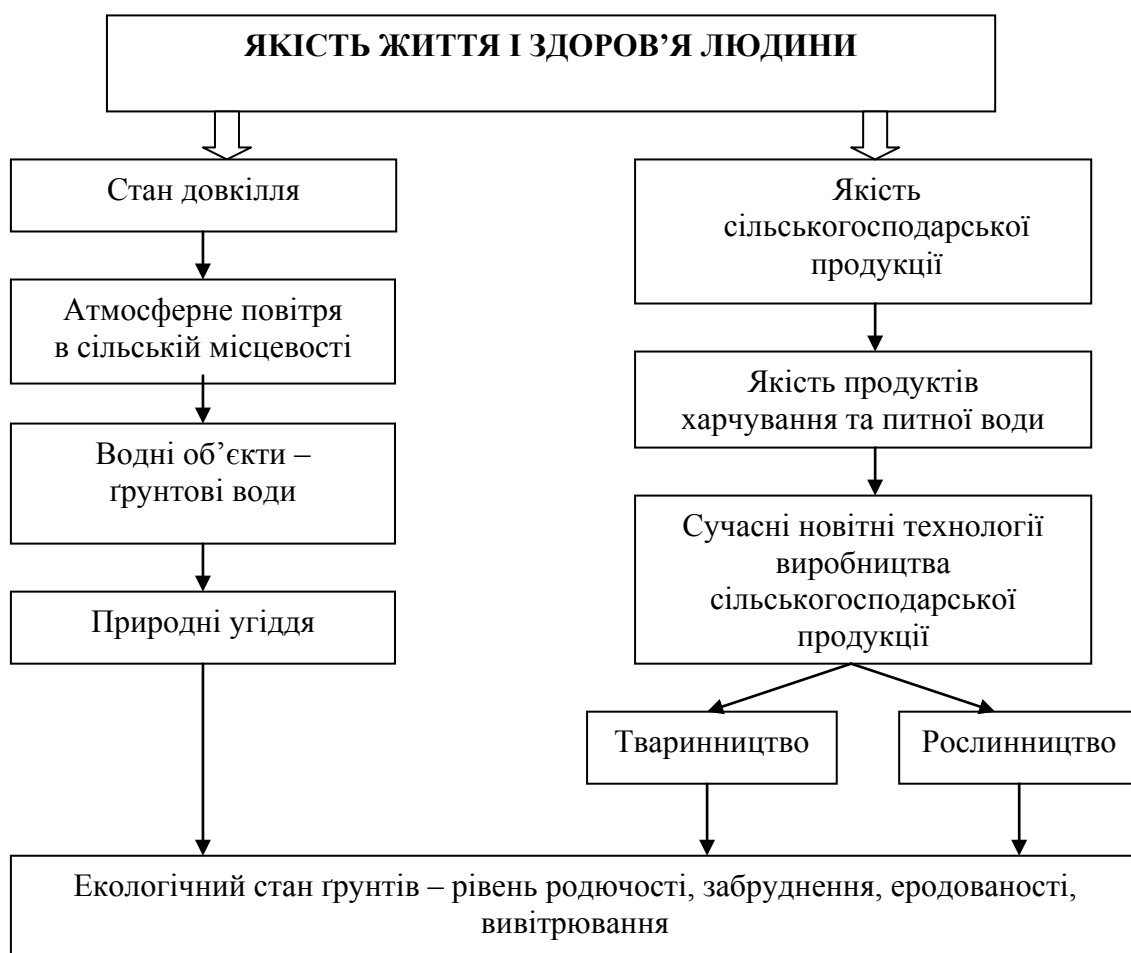 ЯКІСТЬ ЖИТТЯ І ЗДОРОВ’Я ЛЮДИНИ
Стан довкілля
Атмосферне повітря
в сільській місцевості
Водні об’єкти –
ґрунтові води
Природні угіддя
Якість
сільськогосподарської
продукції
Якість продуктів
харчування та питної води
Сучасні новітні технології
виробництва
сільськогосподарської
продукції
Тваринництво
Рослинництво
Екологічний стан ґрунтів – рівень родючості, забруднення, еродованості,
вивітрювання